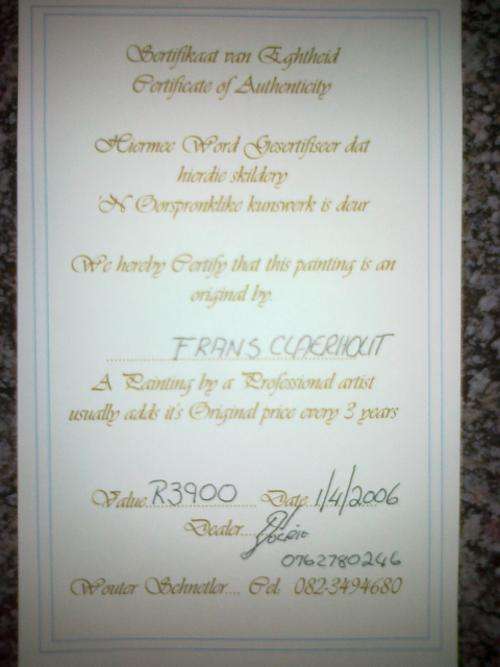 Sertifikaat van Eghtheid
Certificate of Authenticity
Hiermee Word Gesertifiseer dat
hierdie skildery
'N Oorspronklike kunswerk is deur
We hereby Certify that this painting is an
original by
FRANS CLAERHOUT
A Painting by a Professional artist
usually adds it's Original price every 3 years
Value R3900 Date 1/4/2006
Dealer...
0762780246
Wouter Schnetler.... Cel: 082-3494680